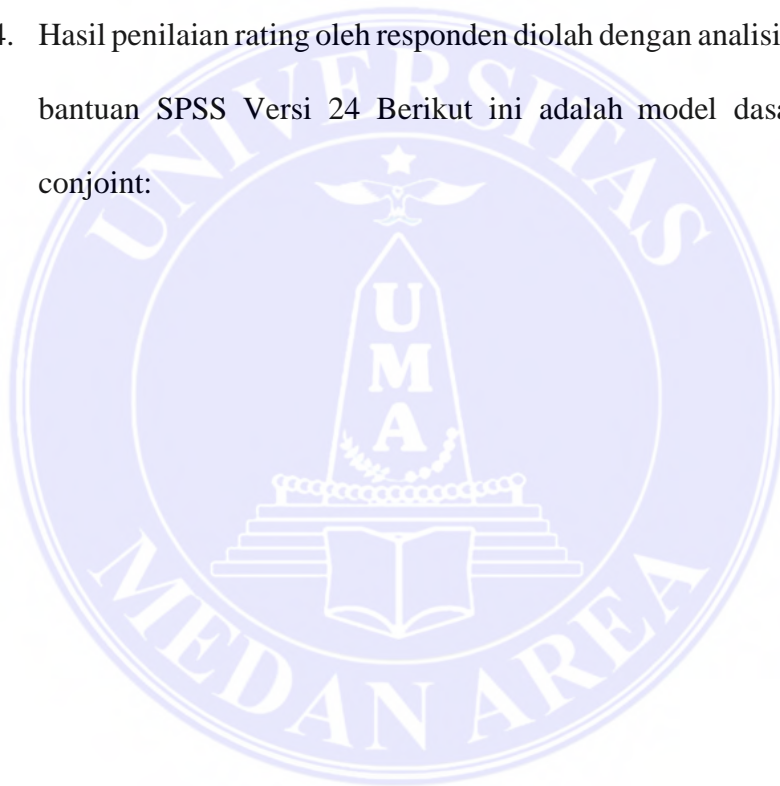 4. Hasil penilaian rating oleh responden diolah dengan analisi
bantuan SPSS Versi 24 Berikut ini adalah model dasa
conjoint:
UNIVERSITAS
UMA
MEDAN AREA